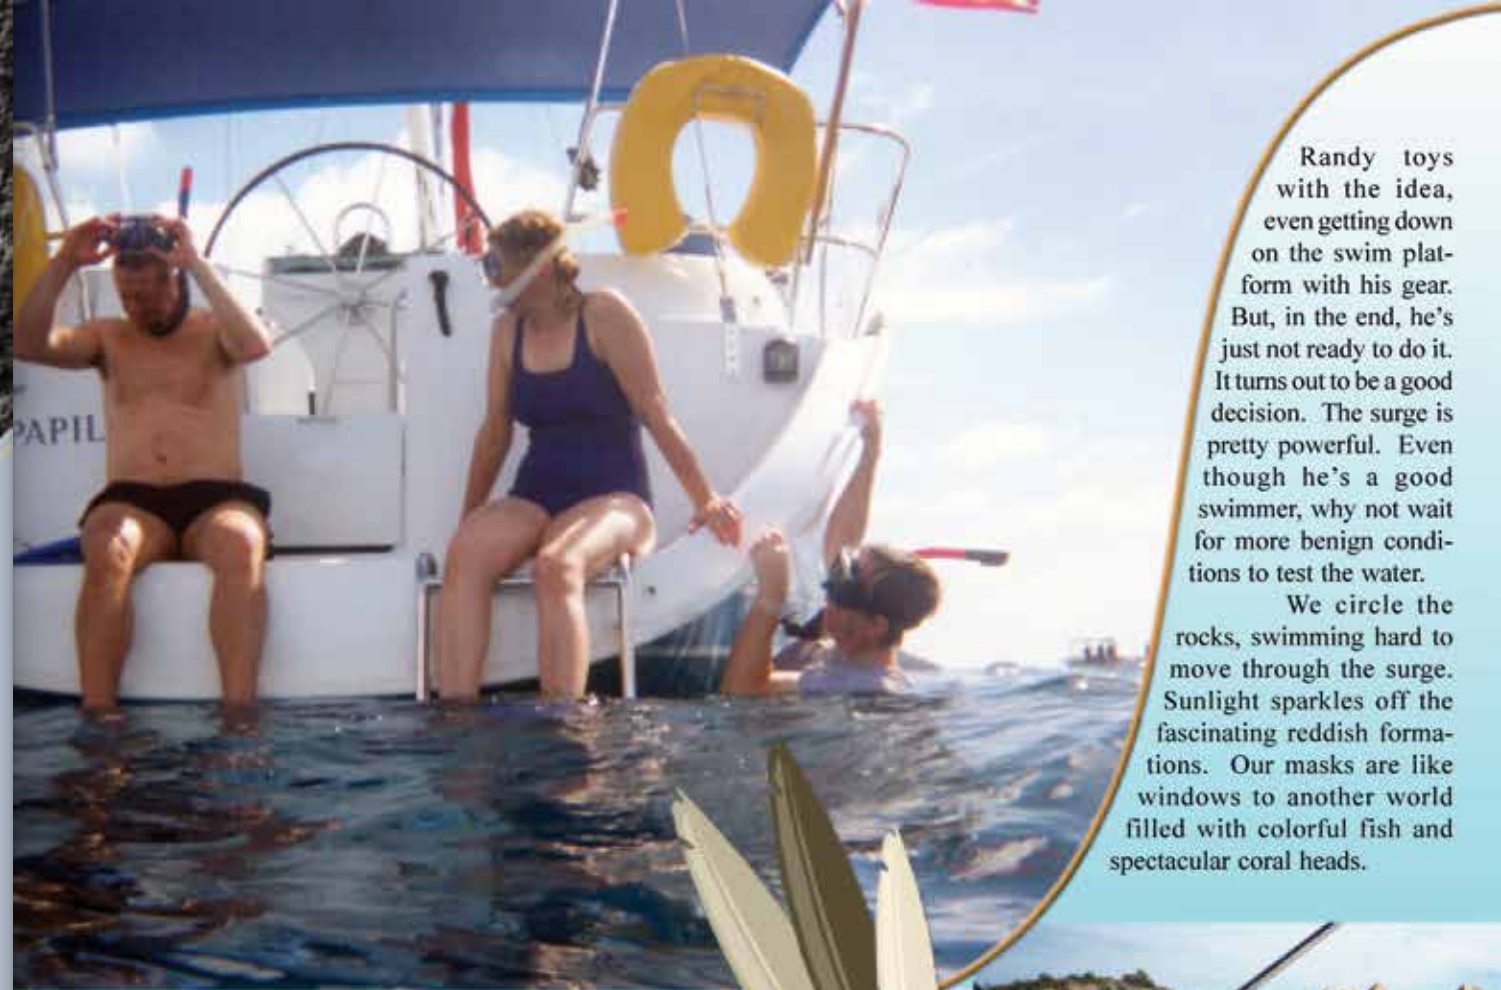 PAPIL
Randy toys
with the idea,
even getting down
on the swim plat-
form with his gear.
But, in the end, he's
just not ready to do it.
It turns out to be a good
decision. The surge is
pretty powerful. Even
though he's a good
swimmer, why not wait
for more benign condi-
tions to test the water.
We circle the
rocks, swimming hard to
move through the surge.
Sunlight sparkles off the
fascinating reddish forma-
tions. Our masks are like
windows to another world
filled with colorful fish and
spectacular coral heads.